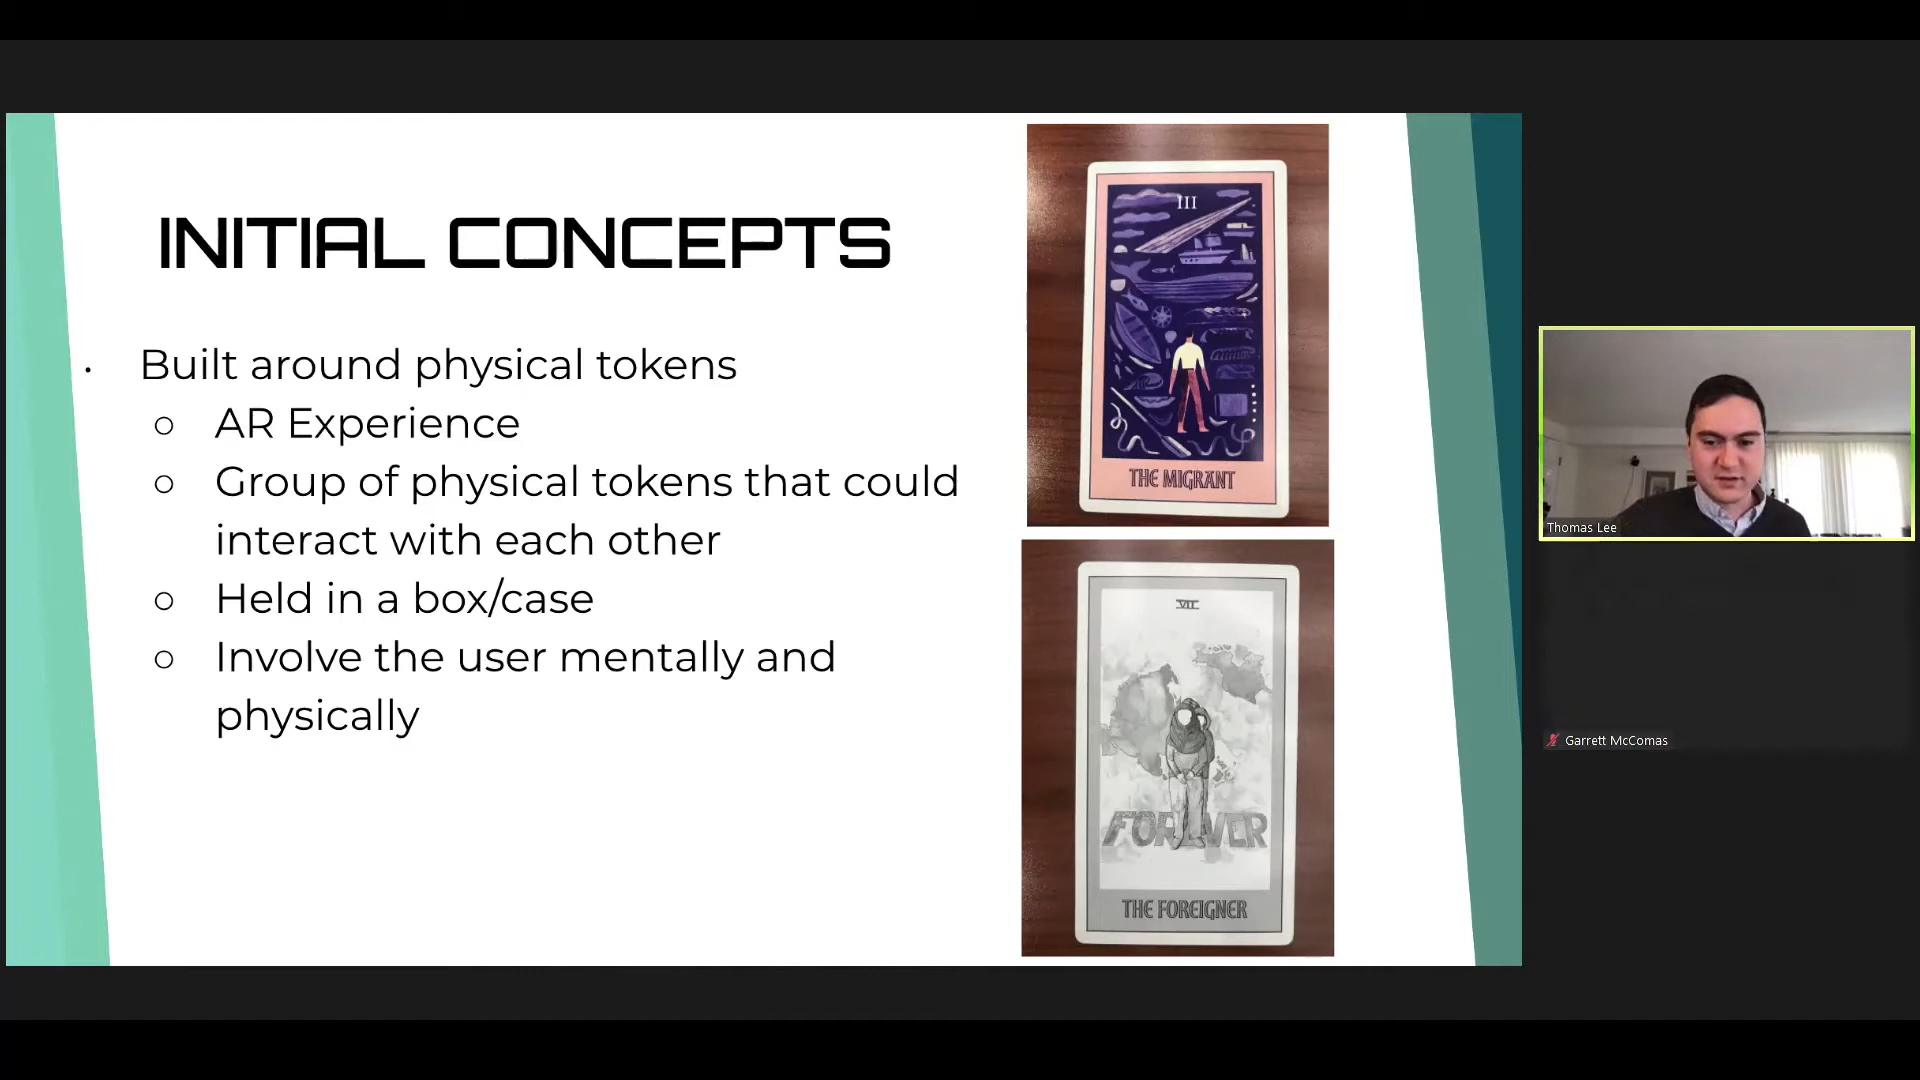 INITIAL CONCEPTS
• Built around physical tokens
○ AR Experience
○ Group of physical tokens that could
interact with each other
○ Held in a box/case
○ Involve the user mentally and
physically
III
THE MIGRANT
VII
FOREVER
THE FOREIGNER
Thomas Lee
Garrett McComas